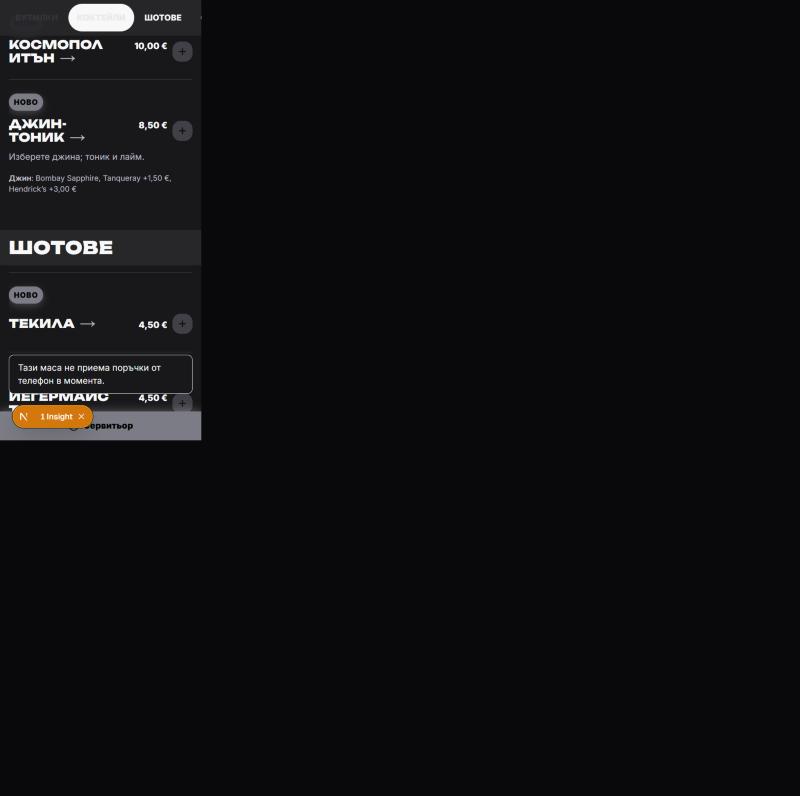 БУТИЛКИ КОКТЕЙЛИ ШОТОВЕ
КОСМОПОЛ 10,00 € +
ИТЪН →
НОВО
ДЖИН- 8,50 € +
ТОНИК →
Изберете джина; тоник и лайм.
Джин: Bombay Sapphire, Tanqueray +1,50 €,
Hendrick's +3,00 €
ШОТОВЕ
НОВО
ТЕКИЛА → 4,50 € +
Тази маса не приема поръчки от
телефон в момента.
ЙЕГЕРМАЙС 4,50 € +
N 1 Insight ×